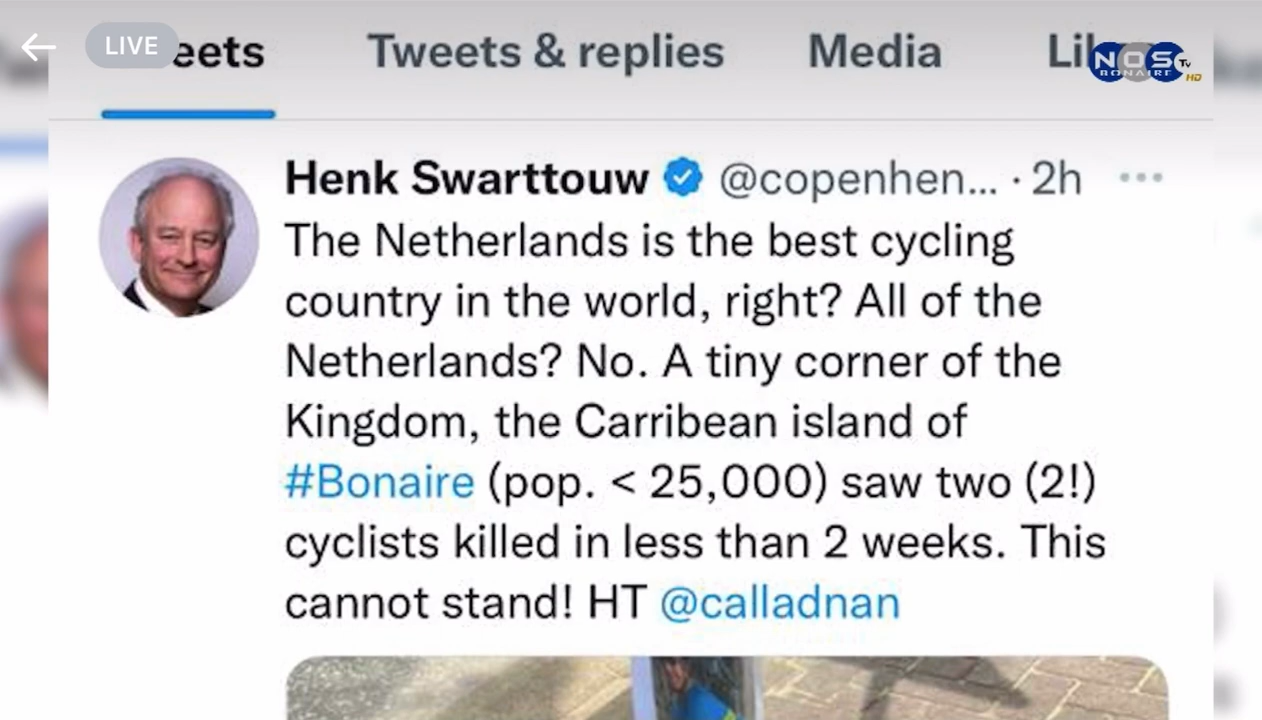 LIVE
eets Tweets & replies Media Li
NOS TV
BONAIRE HD
Henk Swarttouw @copenhen... · 2h ...
The Netherlands is the best cycling
country in the world, right? All of the
Netherlands? No. A tiny corner of the
Kingdom, the Carribean island of
#Bonaire (pop. < 25,000) saw two (2!)
cyclists killed in less than 2 weeks. This
cannot stand! HT @calladnan